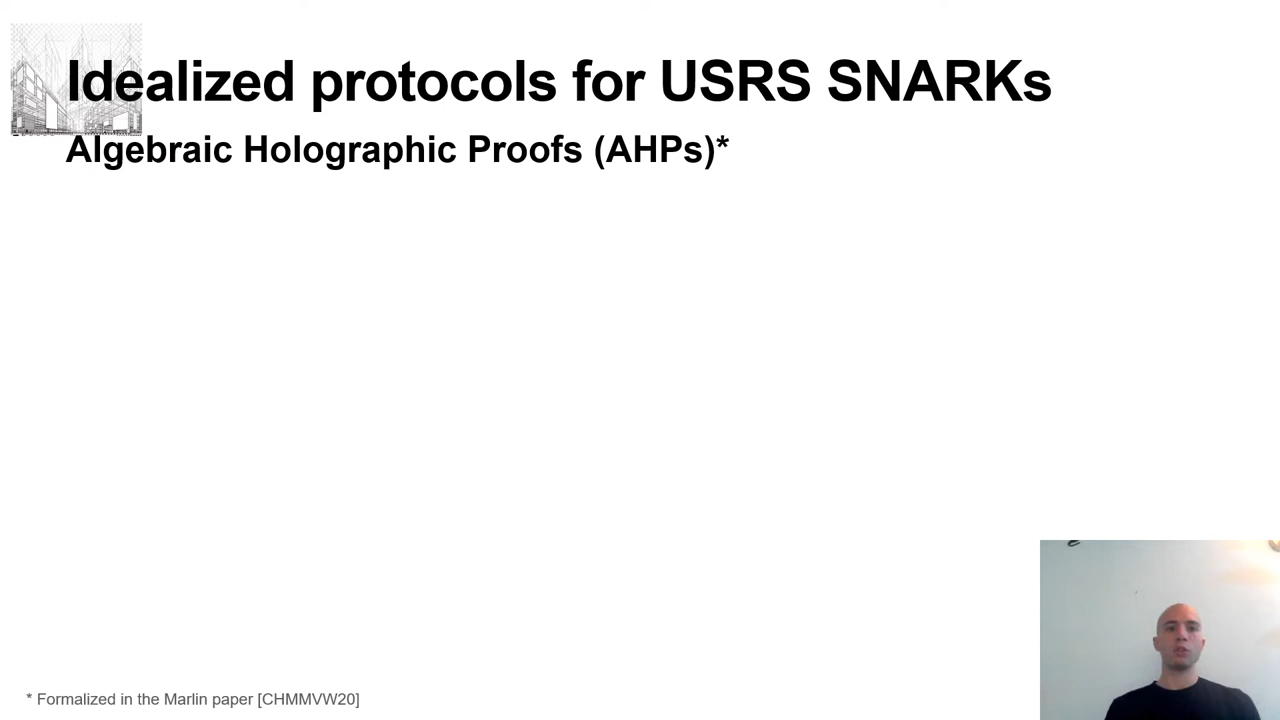 Idealized protocols for USRS SNARKs
Algebraic Holographic Proofs (AHPs)*
* Formalized in the Marlin paper [CHMMVW20]